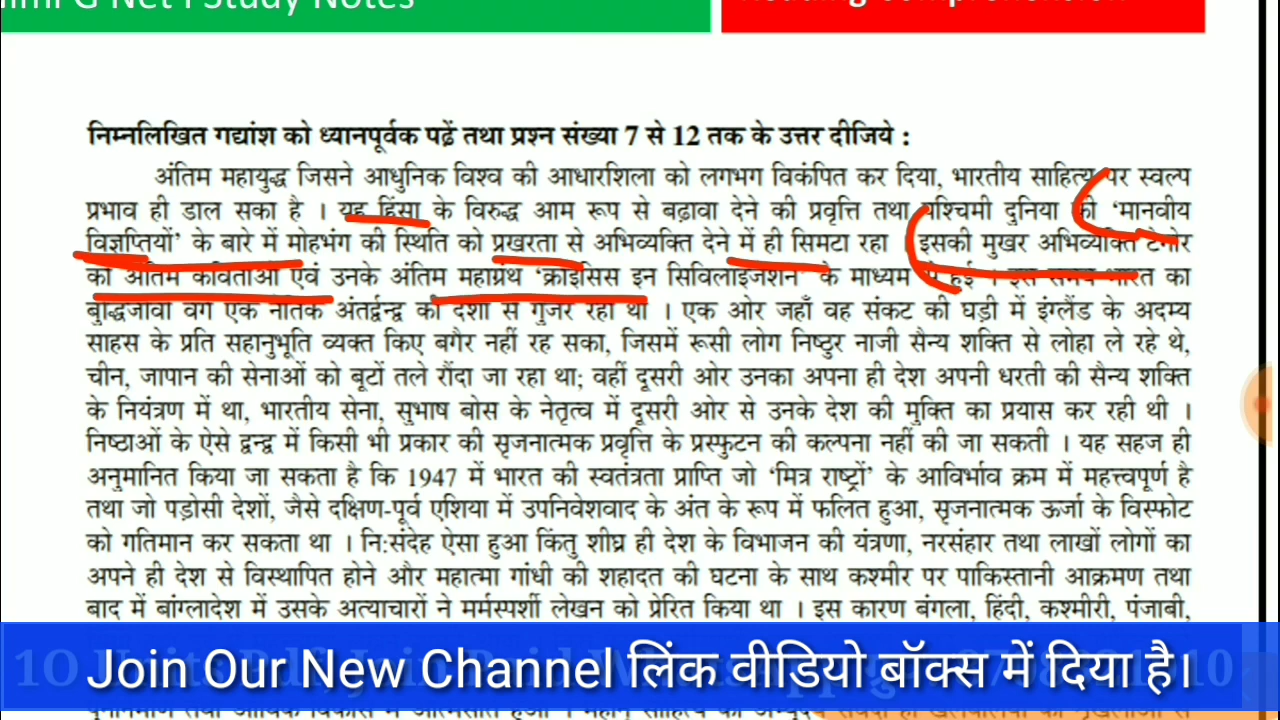 G Net I Study Notes
Reading Comprehension
निम्नलिखित गद्यांश को ध्यानपूर्वक पढ़ें तथा प्रश्न संख्या 7 से 12 तक के उत्तर दीजिये :
अंतिम महायुद्ध जिसने आधुनिक विश्व की आधारशिला को लगभग विकंपित कर दिया, भारतीय साहित्य पर स्वल्प
प्रभाव ही डाल सका है । यह हिंसा के विरुद्ध आम रूप से बढ़ावा देने की प्रवृत्ति तथा पश्चिमी दुनिया की ‘मानवीय
विज्ञप्तियों’ के बारे में मोहभंग की स्थिति को प्रखरता से अभिव्यक्ति देने में ही सिमटा रहा इसकी मुखर अभिव्यक्ति टेगोर
की अंतिम कविताओं एवं उनके अंतिम महाग्रंथ ‘क्राइसिस इन सिविलाइजेशन’ के माध्यम से हुई । इस समय भारत का
बुद्धिजीवी वर्ग एक नैतिक अंतर्द्वन्द्व की दशा से गुजर रहा था । एक ओर जहाँ वह संकट की घड़ी में इंग्लैंड के अदम्य
साहस के प्रति सहानुभूति व्यक्त किए बगैर नहीं रह सका, जिसमें रूसी लोग निष्ठुर नाजी सैन्य शक्ति से लोहा ले रहे थे,
चीन, जापान की सेनाओं को बूटों तले रौंदा जा रहा था; वहीं दूसरी ओर उनका अपना ही देश अपनी धरती की सैन्य शक्ति
के नियंत्रण में था, भारतीय सेना, सुभाष बोस के नेतृत्व में दूसरी ओर से उनके देश की मुक्ति का प्रयास कर रही थी ।
निष्ठाओं के ऐसे द्वन्द्व में किसी भी प्रकार की सृजनात्मक प्रवृत्ति के प्रस्फुटन की कल्पना नहीं की जा सकती । यह सहज ही
अनुमानित किया जा सकता है कि 1947 में भारत की स्वतंत्रता प्राप्ति जो ‘मित्र राष्ट्रों’ के आविर्भाव क्रम में महत्त्वपूर्ण है
तथा जो पड़ोसी देशों, जैसे दक्षिण-पूर्व एशिया में उपनिवेशवाद के अंत के रूप में फलित हुआ, सृजनात्मक ऊर्जा के विस्फोट
को गतिमान कर सकता था । नि:संदेह ऐसा हुआ किंतु शीघ्र ही देश के विभाजन की यंत्रणा, नरसंहार तथा लाखों लोगों का
अपने ही देश से विस्थापित होने और महात्मा गांधी की शहादत की घटना के साथ कश्मीर पर पाकिस्तानी आक्रमण तथा
बाद में बांग्लादेश में उसके अत्याचारों ने मर्मस्पर्शी लेखन को प्रेरित किया था । इस कारण बंगला, हिंदी, कश्मीरी, पंजाबी,
Join Our New Channel लिंक वीडियो बॉक्स में दिया है।